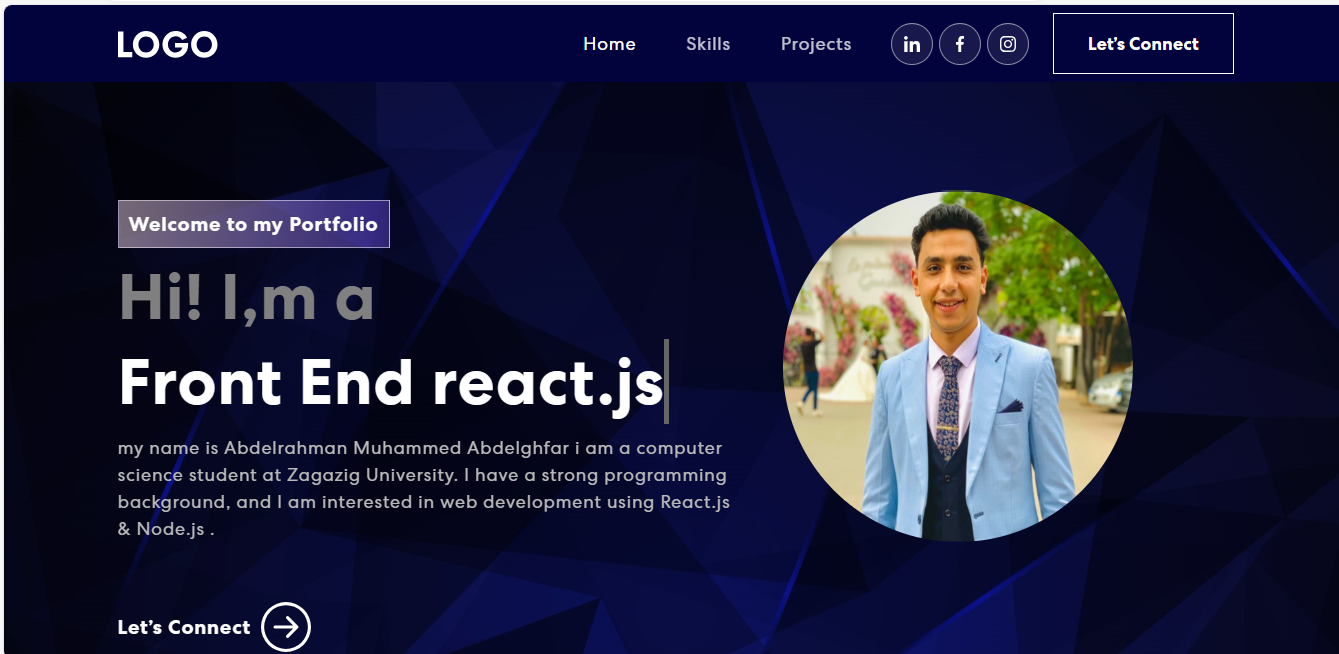 LOGO
Home Skills Projects in f Let's Connect
Welcome to my Portfolio
Hi! I,m a
Front End react.js
my name is Abdelrahman Muhammed Abdelghfar i am a computer
science student at Zagazig University. I have a strong programming
background, and I am interested in web development using React.js
& Node.js .
Let's Connect